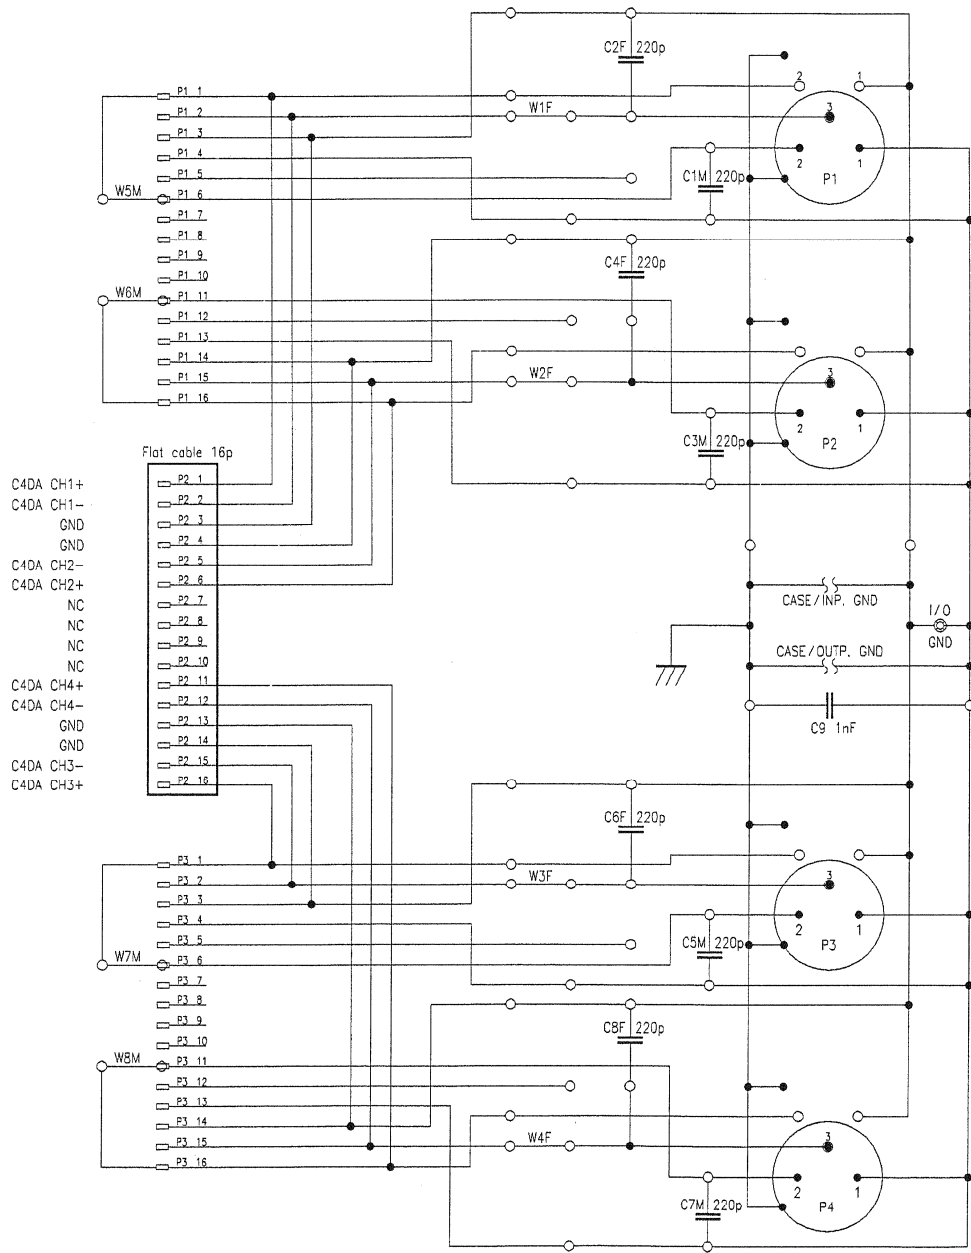 C2F 220p
2 1
P1 1
W1F
3
P1 2
P1 3
P1 4
2 1
C1M 220p
P1
P1 5
W5M
P1 6
P1 7
P1 8
P1 9
C4F 220p
P1 10
W6M
P1 11
P1 12
P1 13
P1 14
W2F
3
P1 15
P1 16
2 1
C3M 220p
P2
Flat cable 16p
C4DA CH1+ P2 1
C4DA CH1- P2 2
GND P2 3
GND P2 4
C4DA CH2- P2 5
C4DA CH2+ P2 6
NC P2 7
NC P2 8
NC P2 9
NC P2 10
C4DA CH4+ P2 11
C4DA CH4- P2 12
GND P2 13
GND P2 14
C4DA CH3- P2 15
C4DA CH3+ P2 16
CASE/INP. GND
I/O
GND
CASE/OUTP. GND
C9 1nF
C6F 220p
P3 1
W3F
3
P3 2
P3 3
P3 4
2 1
C5M 220p
P3
P3 5
W7M
P3 6
P3 7
P3 8
P3 9
C8F 220p
P3 10
W8M
P3 11
P3 12
P3 13
P3 14
W4F
3
P3 15
P3 16
2 1
C7M 220p
P4